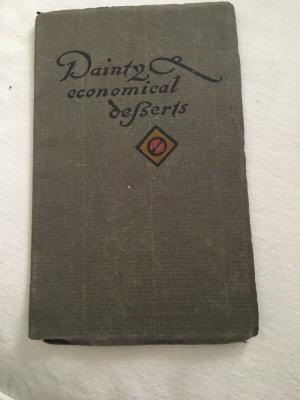 Dainty &
economical
desserts